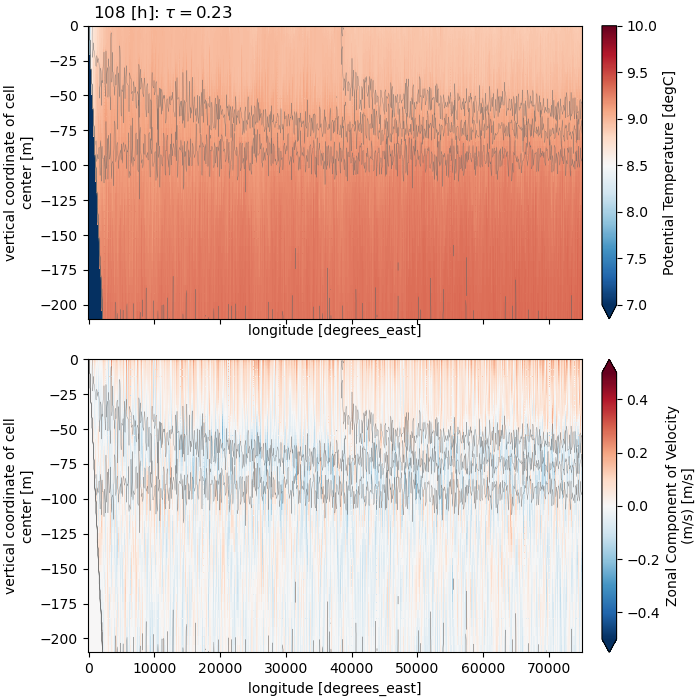 108 [h]: τ = 0.23
0
−25
−50
−75
−100
−125
−150
−175
−200
vertical coordinate of cell
center [m]
longitude [degrees_east]
10.0
9.5
9.0
8.5
8.0
7.5
7.0
Potential Temperature [degC]
0
−25
−50
−75
−100
−125
−150
−175
−200
vertical coordinate of cell
center [m]
0 10000 20000 30000 40000 50000 60000 70000
longitude [degrees_east]
0.4
0.2
0.0
−0.2
−0.4
Zonal Component of Velocity
(m/s) [m/s]